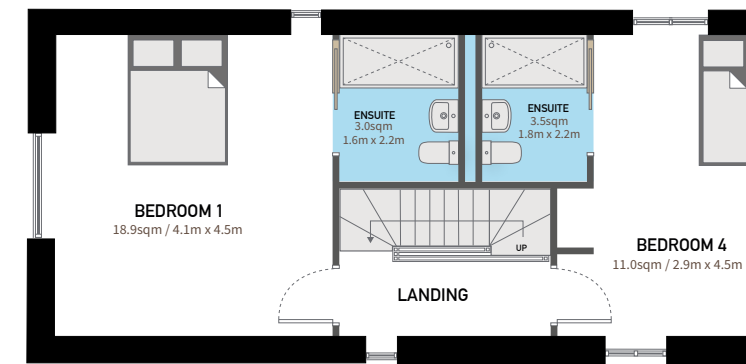 ENSUITE
3.0sqm
1.6m x 2.2m
ENSUITE
3.5sqm
1.8m x 2.2m
BEDROOM 1
18.9sqm / 4.1m x 4.5m
UP
BEDROOM 4
11.0sqm / 2.9m x 4.5m
LANDING